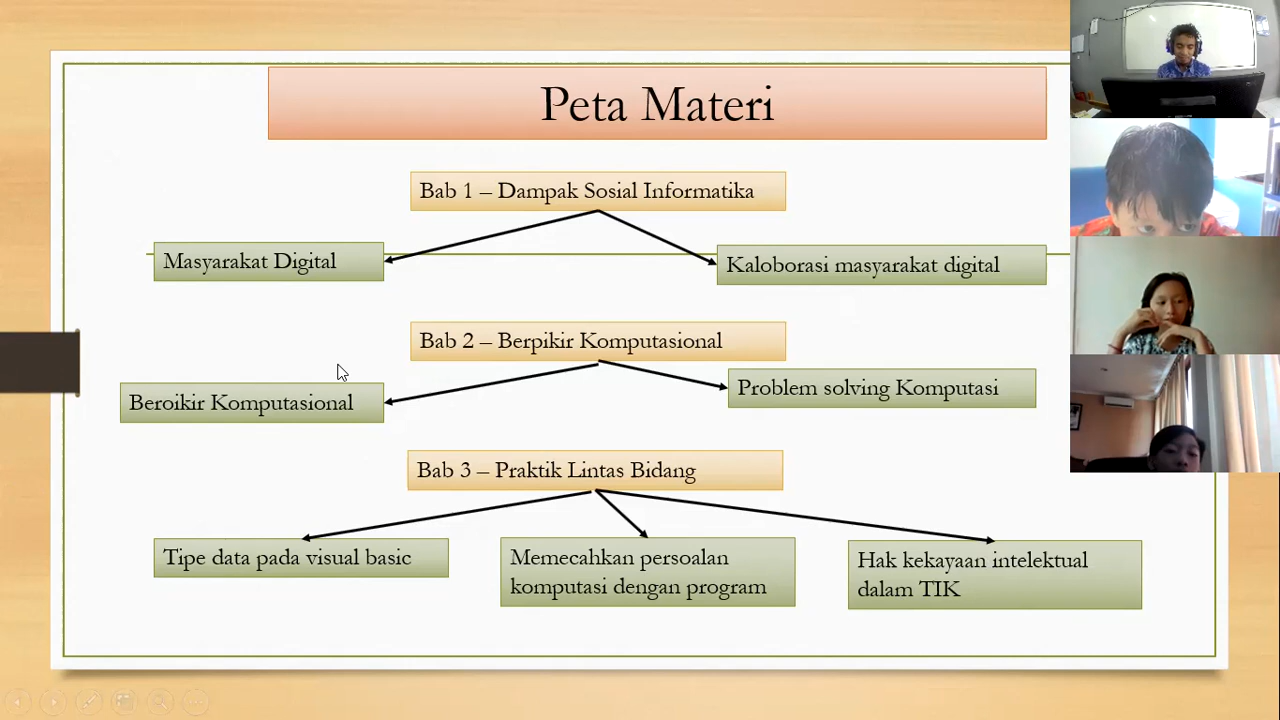 Peta Materi
Bab 1 – Dampak Sosial Informatika
Masyarakat Digital
Kaloborasi masyarakat digital
Bab 2 – Berpikir Komputasional
Beroikir Komputasional
Problem solving Komputasi
Bab 3 – Praktik Lintas Bidang
Tipe data pada visual basic
Memecahkan persoalan
komputasi dengan program
Hak kekayaan intelektual
dalam TIK